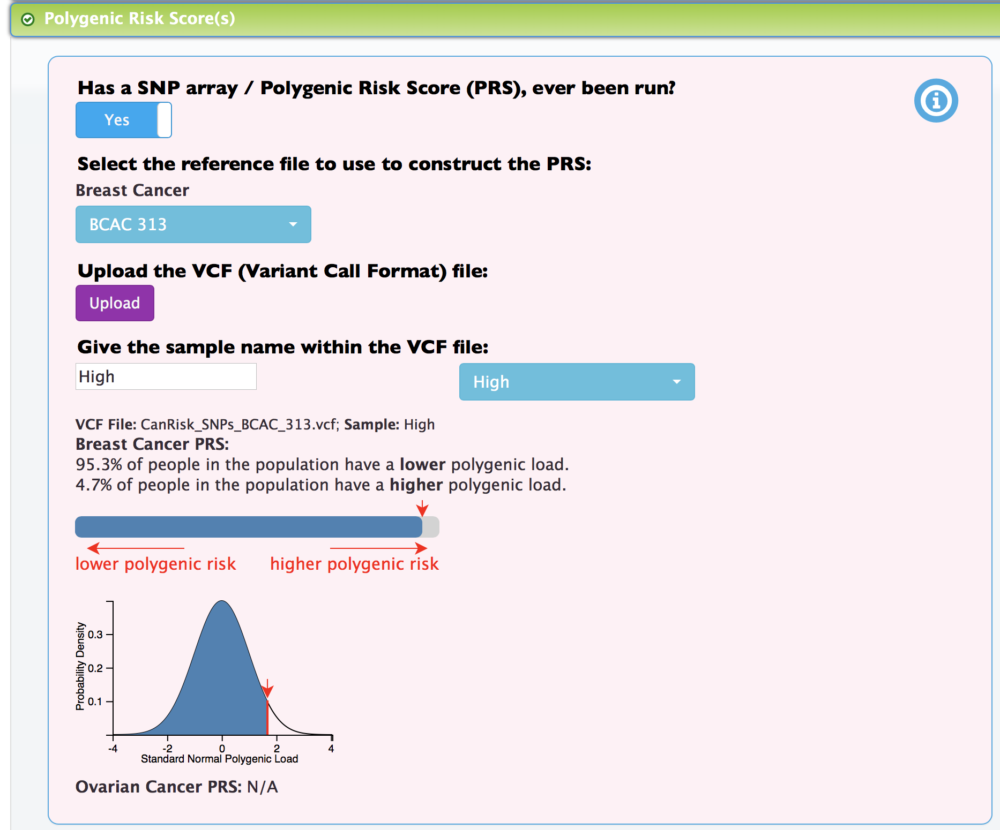 Polygenic Risk Score(s)
Has a SNP array / Polygenic Risk Score (PRS), ever been run?
Yes
Select the reference file to use to construct the PRS:
Breast Cancer
BCAC 313
Upload the VCF (Variant Call Format) file:
Upload
Give the sample name within the VCF file:
High
High
VCF File: CanRisk_SNPs_BCAC_313.vcf; Sample: High
Breast Cancer PRS:
95.3% of people in the population have a lower polygenic load.
4.7% of people in the population have a higher polygenic load.
lower polygenic risk
higher polygenic risk
Probability Density
0.3
0.2
0.1
-4 -2 0 2 4
Standard Normal Polygenic Load
Ovarian Cancer PRS: N/A